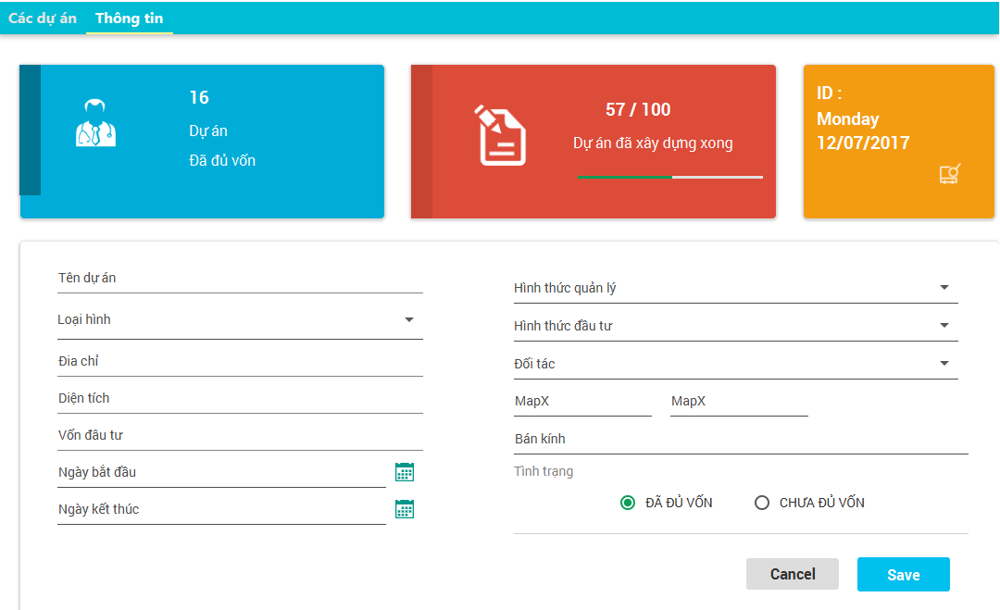 Các dự án Thông tin
16
Dự án
Đã đủ vốn
57 / 100
Dự án đã xây dựng xong
ID :
Monday
12/07/2017
Tên dự án
Loại hình
Đia chỉ
Diện tích
Vốn đâu tư
Ngày bắt đầu
Ngày kết thúc
Hình thức quản lý
Hình thức đầu tư
Đối tác
MapX MapX
Bán kính
Tình trạng
ĐÃ ĐỦ VỐN CHƯA ĐỦ VỐN
Cancel Save